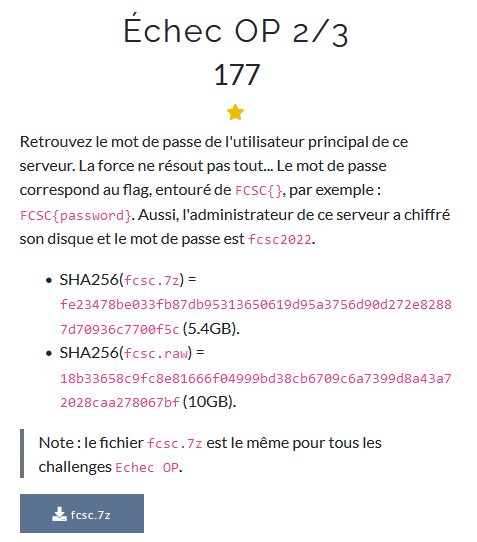 Échec OP 2/3
177
Retrouvez le mot de passe de l'utilisateur principal de ce
serveur. La force ne résout pas tout... Le mot de passe
correspond au flag, entouré de FCSC{}, par exemple :
FCSC{password}. Aussi, l'administrateur de ce serveur a chiffré
son disque et le mot de passe est fcsc2022.
• SHA256(fcsc.7z) =
fe23478be033fb87db95313650619d95a3756d90d272e8288
7d70936c7700f5c (5.4GB).
• SHA256(fcsc.raw) =
18b33658c9fc8e81666f04999bd38cb6709c6a7399d8a43a7
2028caa278067bf (10GB).
Note : le fichier fcsc.7z est le même pour tous les
challenges Echec OP.
fcsc.7z